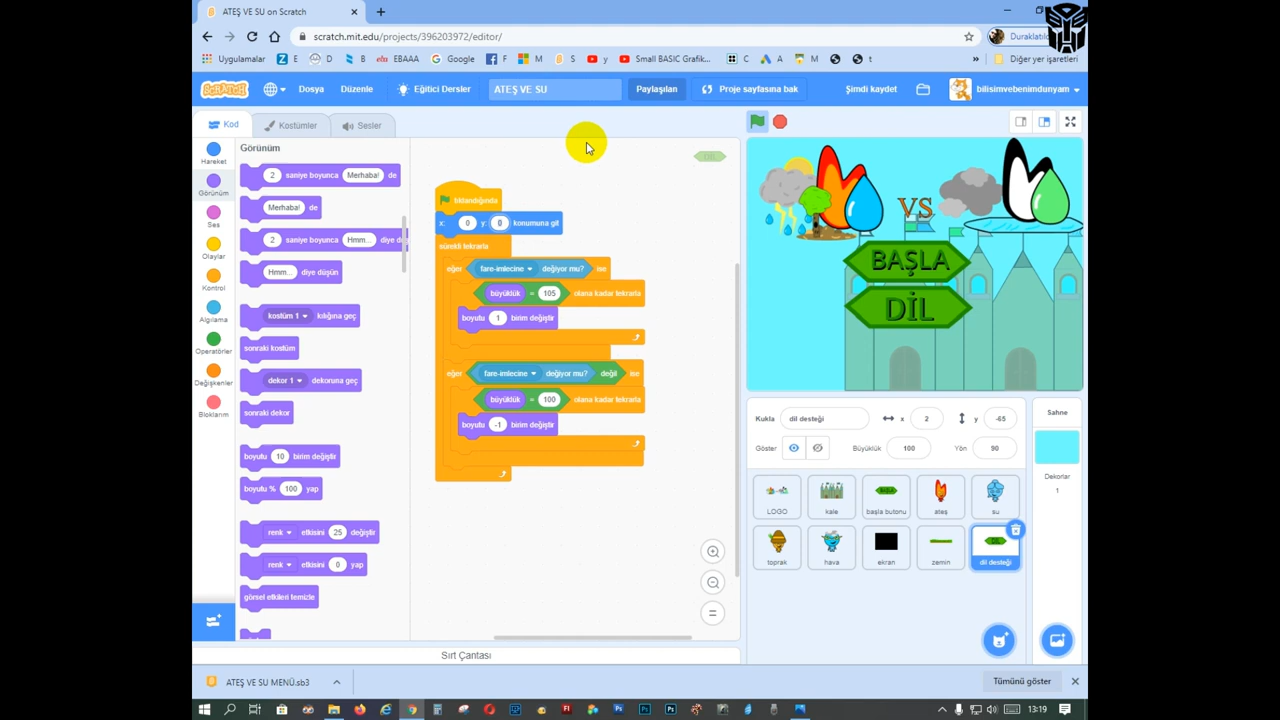 ATEŞ VE SU on Scratch
scratch.mit.edu/projects/396203972/editor/
Duraklatıld
Uygulamalar E D B EBAAA Google F M S y Small BASIC Grafik... C A M t » Diğer yer işaretleri
SCRATCH Dosya Düzenle Eğitici Dersler ATEŞ VE SU Paylaşılan Proje sayfasına bak Şimdi kaydet bilisimvebenimdunyam
Kod Kostümler Sesler
Hareket
Görünüm
Ses
Olaylar
Kontrol
Algılama
Operatörler
Değişkenler
Bloklarım
Görünüm
2 saniye boyunca Merhaba! de
Merhaba! de
2 saniye boyunca Hmm... diye dü
Hmm... diye düşün
kostüm 1 kılığına geç
sonraki kostüm
dekor 1 dekoruna geç
sonraki dekor
boyutu 10 birim değiştir
boyutu % 100 yap
renk etkisini 25 değiştir
renk etkisini 0 yap
görsel etkileri temizle
DİL
tıklandığında
x: 0 y: 0 konumuna git
sürekli tekrarla
eğer fare-imlecine değiyor mu? ise
büyüklük = 105 olana kadar tekrarla
boyutu 1 birim değiştir
eğer fare-imlecine değiyor mu? değil ise
büyüklük = 100 olana kadar tekrarla
boyutu -1 birim değiştir
VS
BAŞLA
DİL
Kukla dil desteği x 2 y -65
Göster Büyüklük 100 Yön 90
LOGO kale başla butonu ateş su
toprak hava ekran zemin dil desteği
Sahne
Dekorlar
1
Sırt Çantası
ATEŞ VE SU MENÜ.sb3
Tümünü göster
13:19